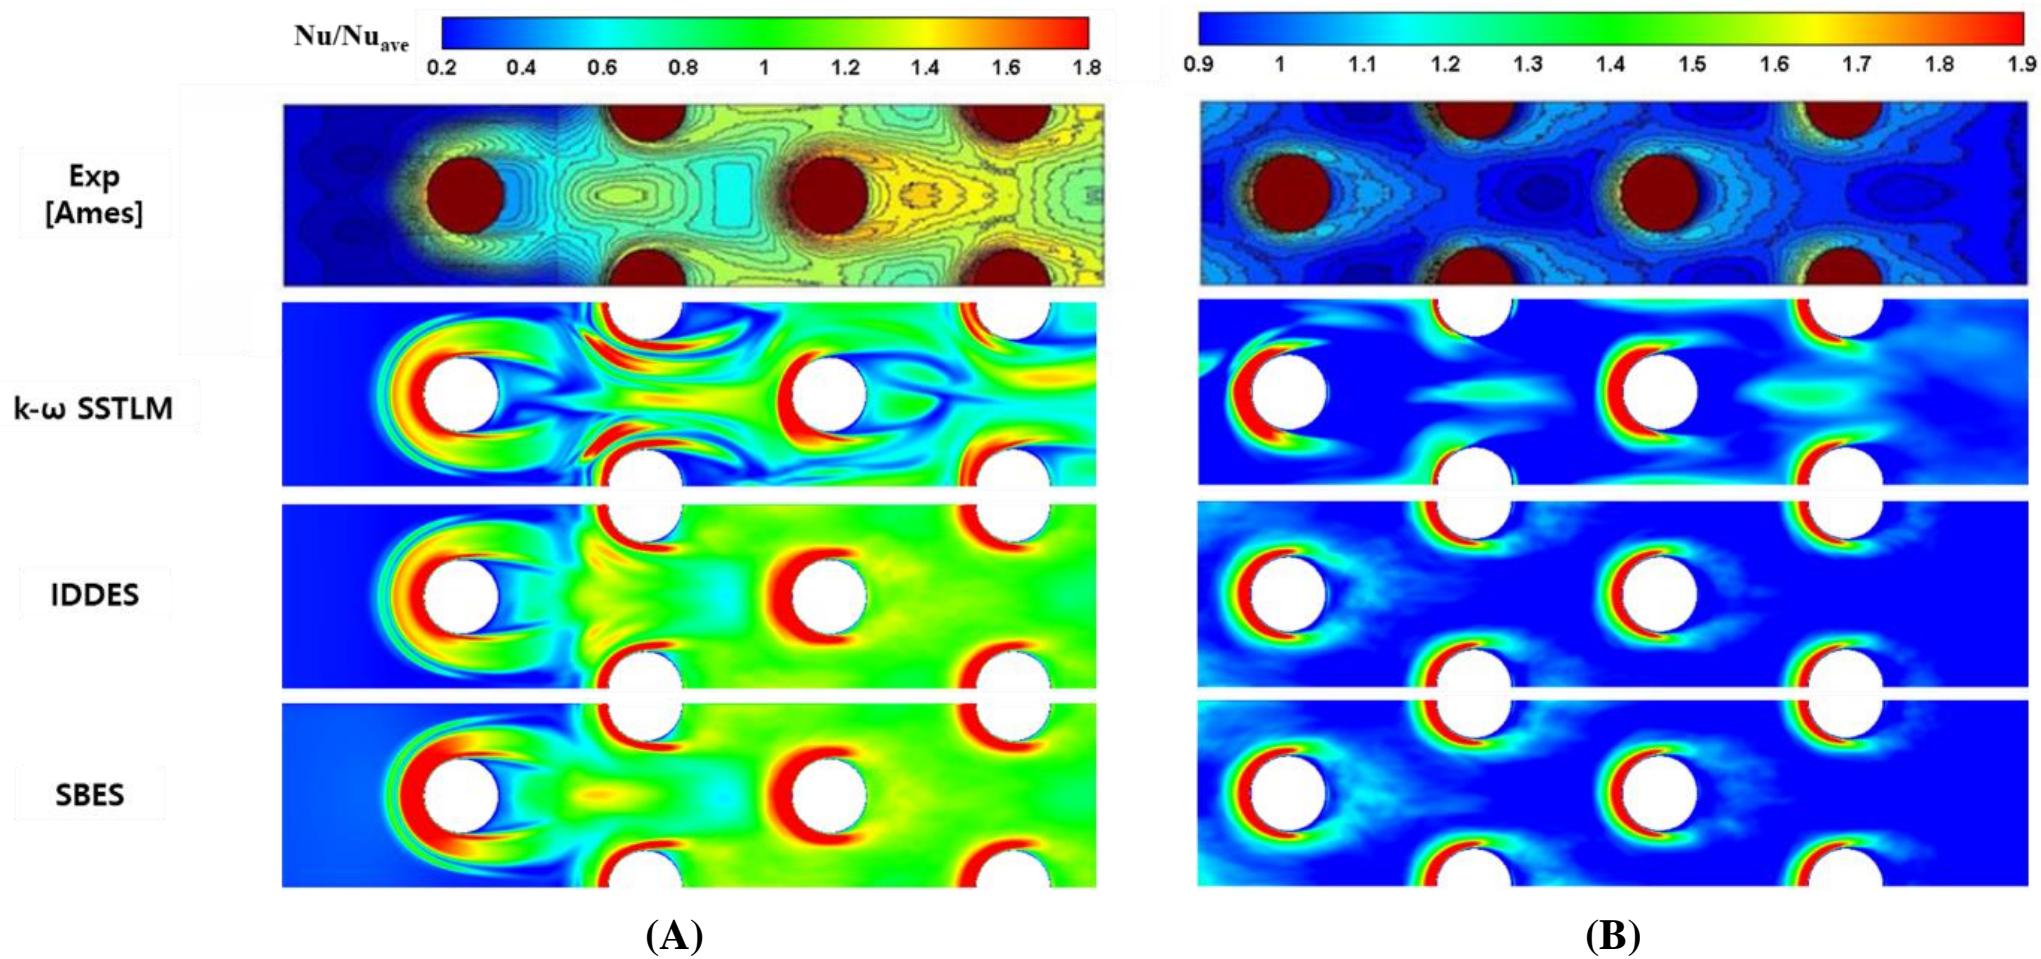 Nu/Nuave
0.2 0.4 0.6 0.8 1 1.2 1.4 1.6 1.8
0.9 1 1.1 1.2 1.3 1.4 1.5 1.6 1.7 1.8 1.9
Exp
[Ames]
k-ω SSTLM
IDDES
SBES
(A) (B)